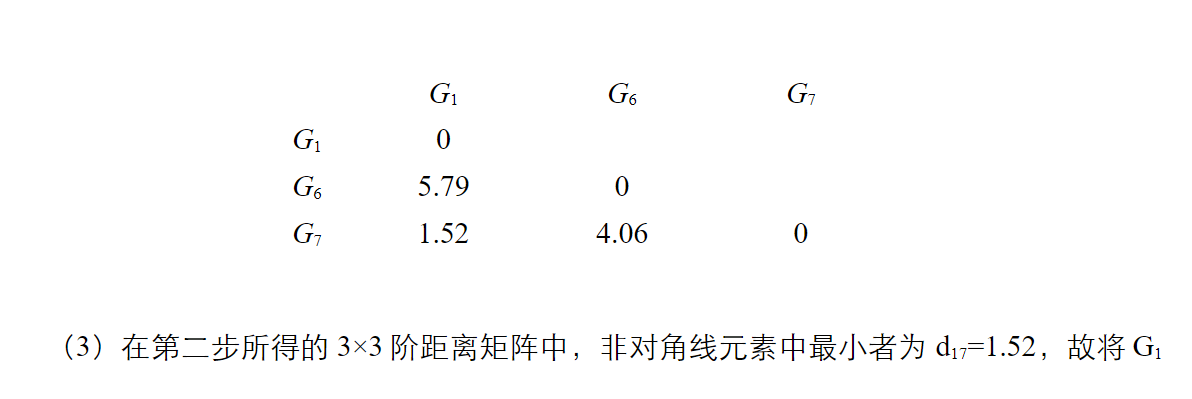 G₁ G₆ G₇
G₁ 0
G₆ 5.79 0
G₇ 1.52 4.06 0
（3）在第二步所得的 3×3 阶距离矩阵中，非对角线元素中最小者为 d₁₇=1.52，故将 G₁